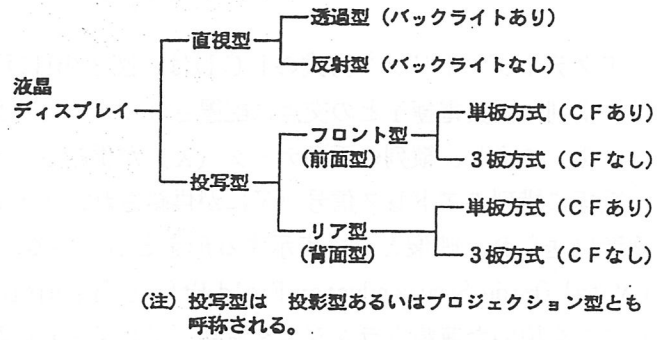 透過型（バックライトあり）
直視型
反射型（バックライトなし）
液晶
ディスプレイ
単板方式（ＣＦあり）
フロント型
(前面型)
３板方式（ＣＦなし）
投写型
単板方式（ＣＦあり）
リア型
(背面型)
３板方式（ＣＦなし）
（注）投写型は　投影型あるいはプロジェクション型とも
呼称される。